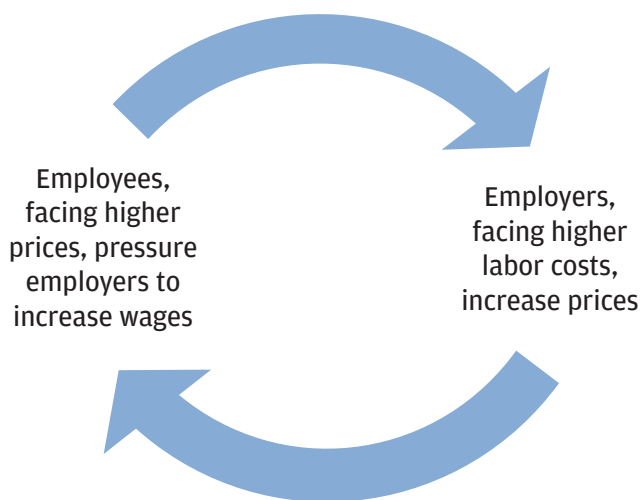 Employees,
facing higher
prices, pressure
employers to
increase wages
Employers,
facing higher
labor costs,
increase prices